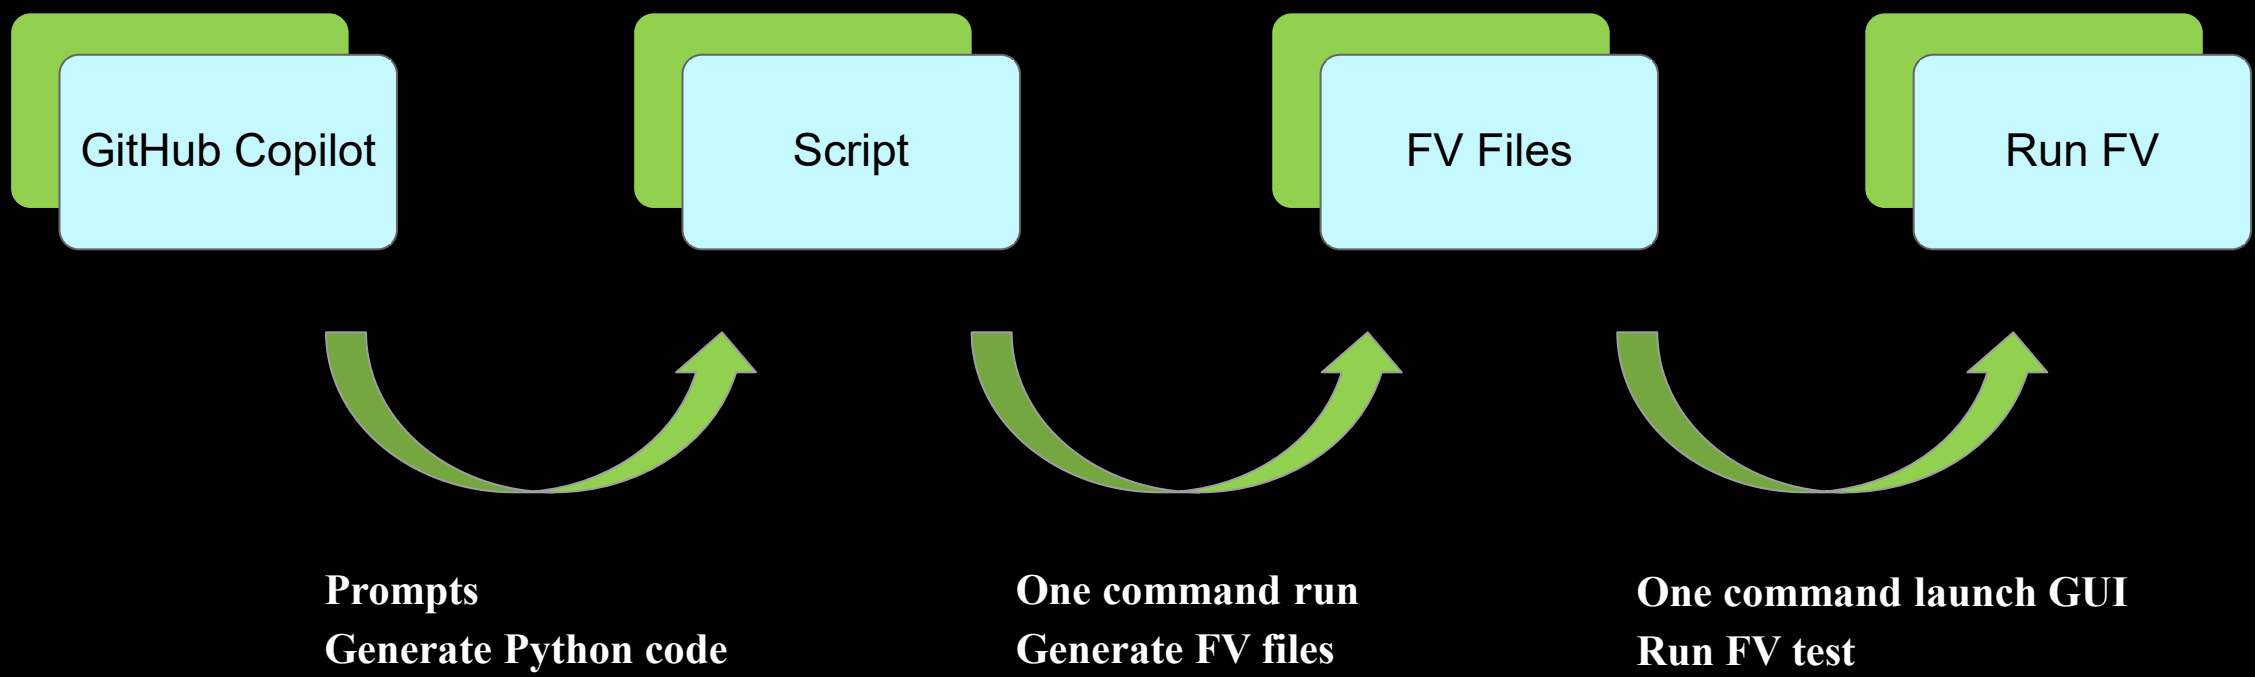 GitHub Copilot
Script
FV Files
Run FV
Prompts
Generate Python code
One command run
Generate FV files
One command launch GUI
Run FV test